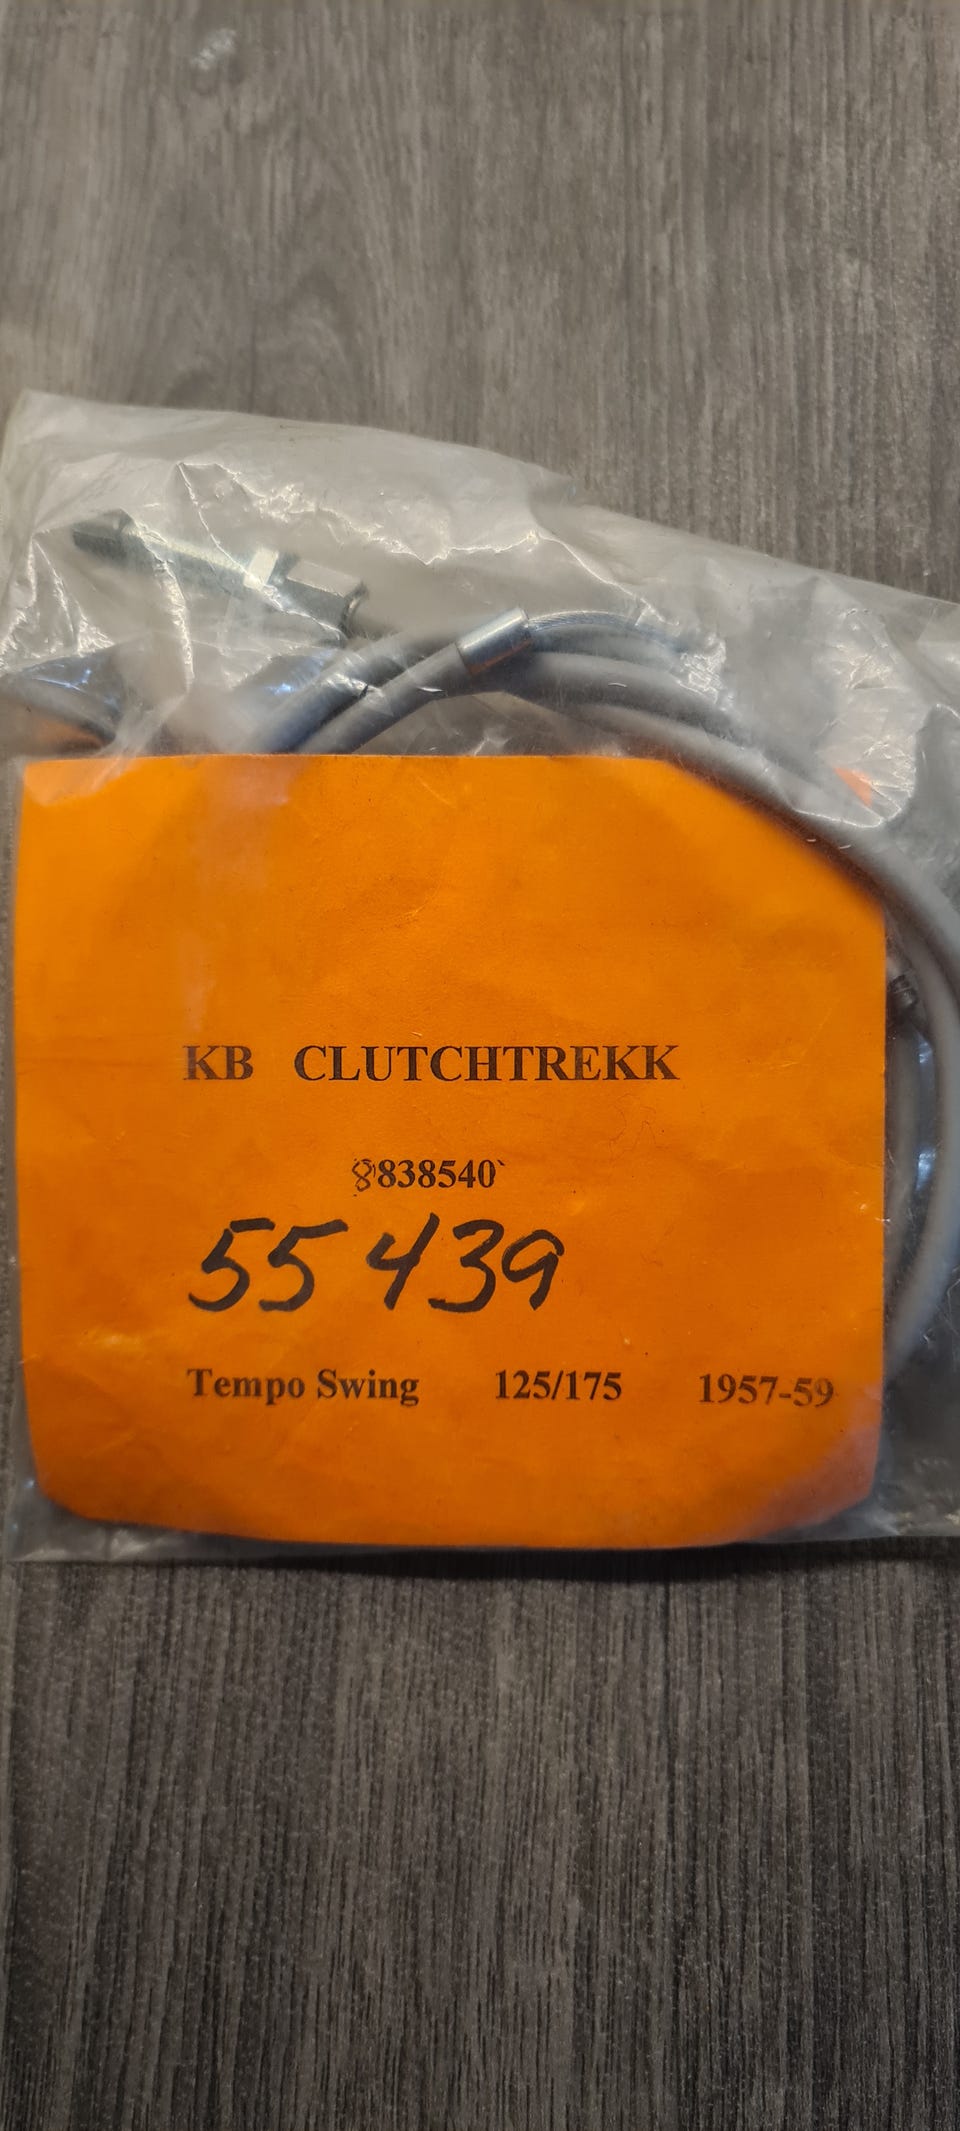 KB CLUTCHTREKK
8838540
55439
Tempo Swing 125/175 1957-59